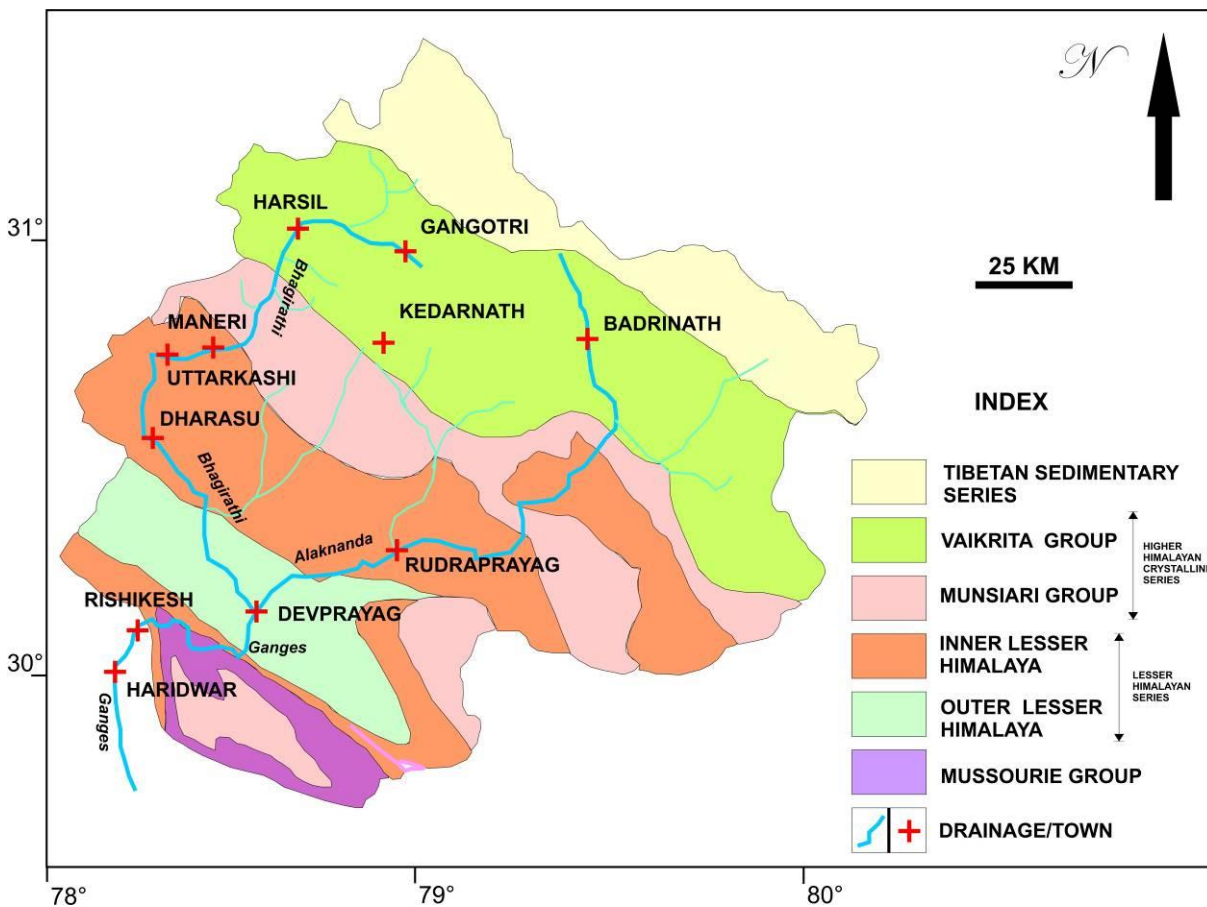 N
31°
HARSIL
GANGOTRI
25 KM
Bhagirathi
KEDARNATH
BADRINATH
MANERI
UTTARKASHI
DHARASU
INDEX
Bhagirathi
TIBETAN SEDIMENTARY
SERIES
VAIKRITA GROUP
HIGHER
HIMALAYAN
CRYSTALLINE
SERIES
MUNSIARI GROUP
Alaknanda
RUDRAPRAYAG
RISHIKESH
DEVPRAYAG
Ganges
INNER LESSER
HIMALAYA
LESSER
HIMALAYAN
SERIES
30°
HARIDWAR
Ganges
OUTER LESSER
HIMALAYA
MUSSOURIE GROUP
DRAINAGE/TOWN
78°
79°
80°